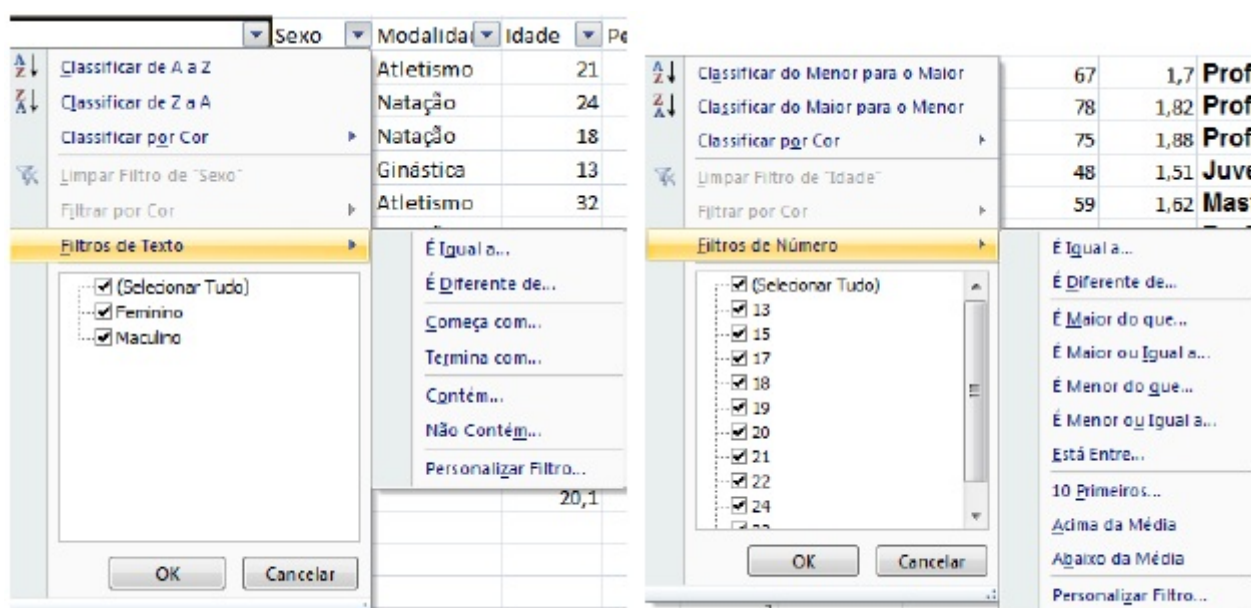 Sexo Modalida Idade Pe
Classificar de A a Z
Classificar de Z a A
Classificar por Cor
Limpar Filtro de "Sexo"
Filtrar por Cor
Filtros de Texto
(Selecionar Tudo)
Feminino
Maculino
OK Cancelar
Atletismo 21
Natação 24
Natação 18
Ginástica 13
Atletismo 32
É Igual a...
É Diferente de...
Começa com...
Termina com...
Contém...
Não Contém...
Personalizar Filtro...
20,1
Classificar do Menor para o Maior
Classificar do Maior para o Menor
Classificar por Cor
Limpar Filtro de "Idade"
Filtrar por Cor
Filtros de Número
(Selecionar Tudo)
13
15
17
18
19
20
21
22
24
OK Cancelar
67 1,7 Prof
78 1,82 Prof
75 1,88 Prof
48 1,51 Juve
59 1,62 Mas
É Igual a...
É Diferente de...
É Maior do que...
É Maior ou Igual a...
É Menor do que...
É Menor ou Igual a...
Está Entre...
10 Primeiros...
Acima da Média
Abaixo da Média
Personalizar Filtro...